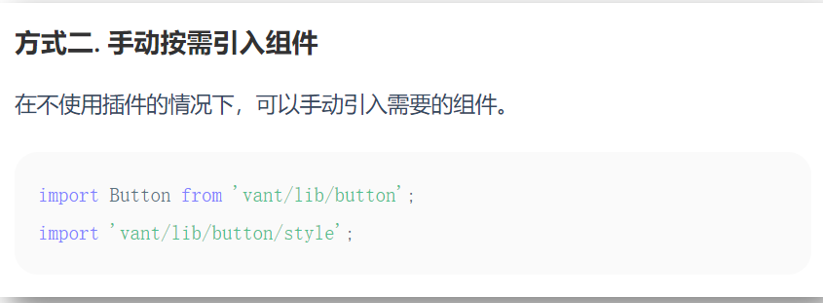 方式二. 手动按需引入组件
在不使用插件的情况下，可以手动引入需要的组件。
import Button from 'vant/lib/button';
import 'vant/lib/button/style';